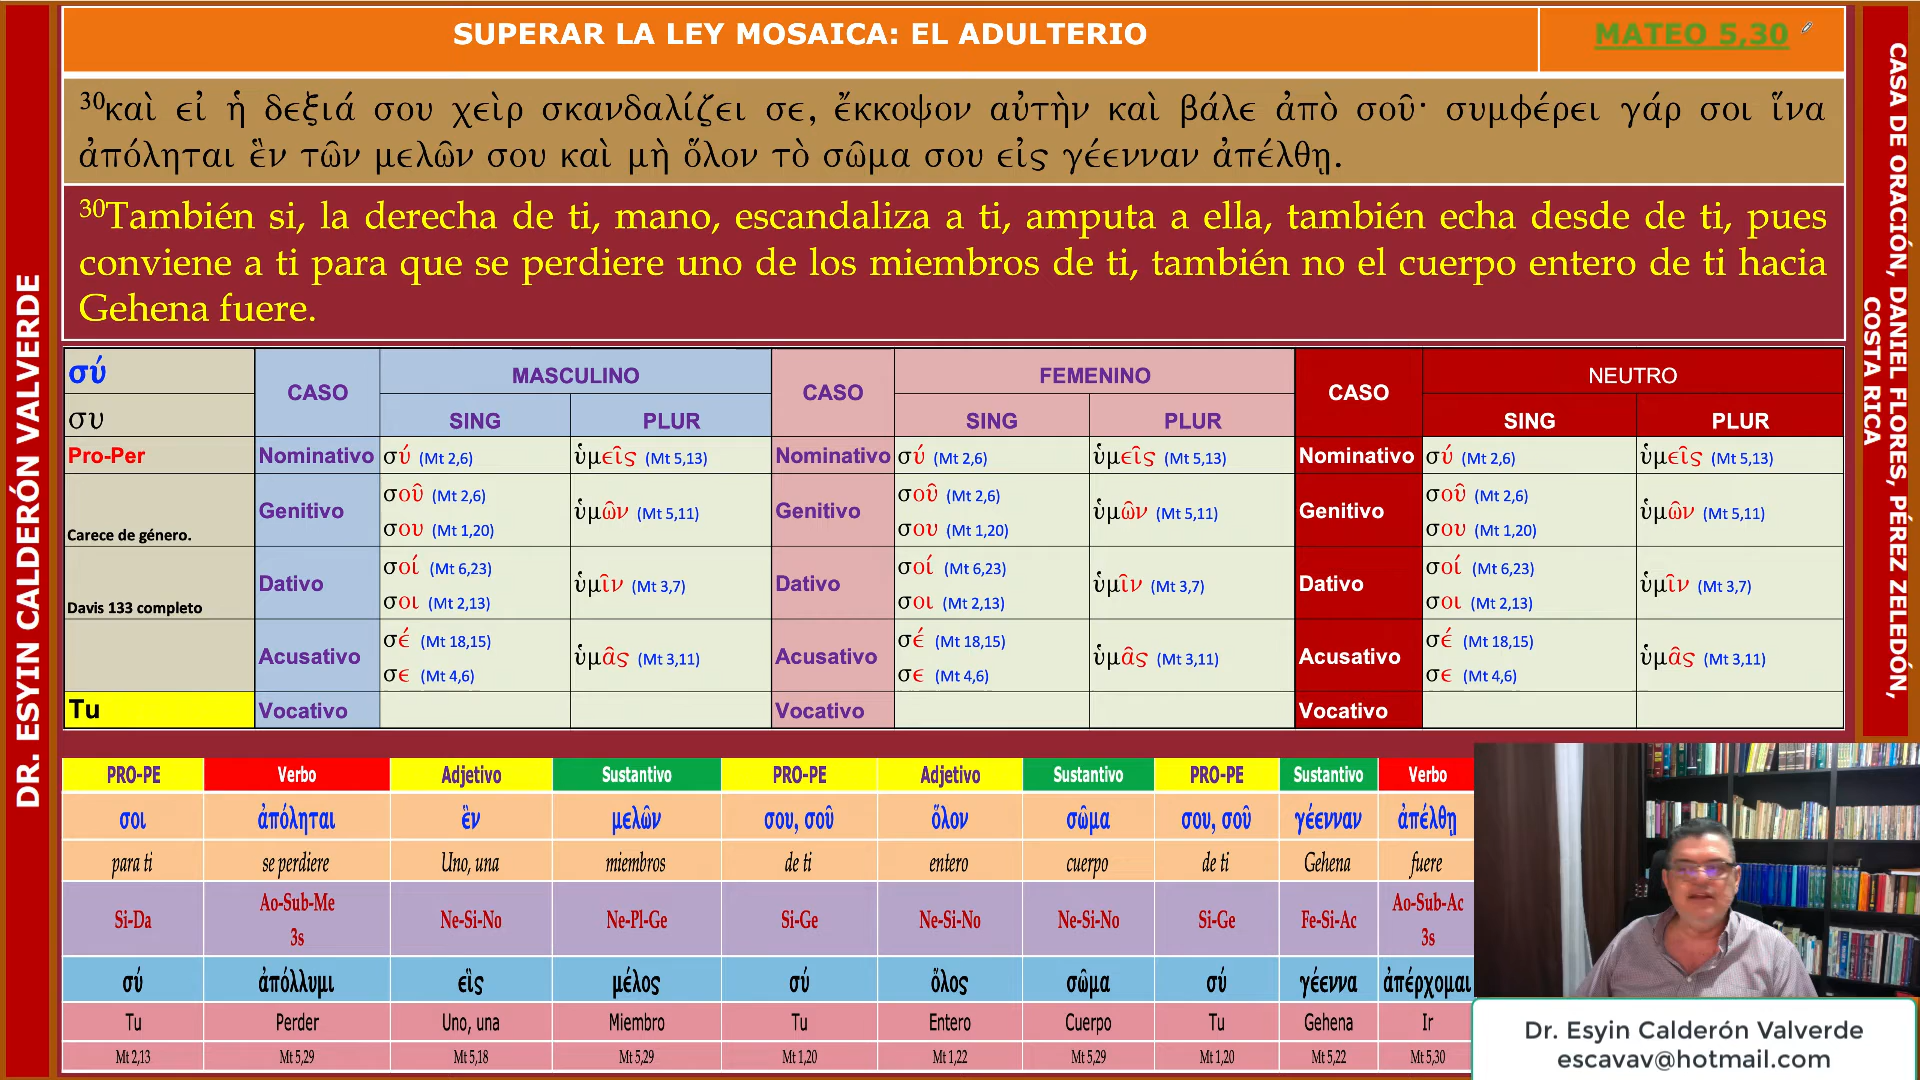 SUPERAR LA LEY MOSAICA: EL ADULTERIO
MATEO 5,30
³⁰καὶ εἰ ἡ δεξιά σου χεὶρ σκανδαλίζει σε, ἔκκοψον αὐτὴν καὶ βάλε ἀπὸ σοῦ· συμφέρει γάρ σοι ἵνα
ἀπόληται ἓν τῶν μελῶν σου καὶ μὴ ὅλον τὸ σῶμα σου εἰς γέενναν ἀπέλθῃ.
³⁰También si, la derecha de ti, mano, escandaliza a ti, amputa a ella, también echa desde de ti, pues
conviene a ti para que se perdiere uno de los miembros de ti, también no el cuerpo entero de ti hacia
Gehena fuere.
σύ CASO MASCULINO CASO FEMENINO CASO NEUTRO
συ SING PLUR SING PLUR SING PLUR
Pro-Per Nominativo σύ (Mt 2,6) ὑμεῖς (Mt 5,13) Nominativo σύ (Mt 2,6) ὑμεῖς (Mt 5,13) Nominativo σύ (Mt 2,6) ὑμεῖς (Mt 5,13)
Carece de género. Genitivo σοῦ (Mt 2,6) σου (Mt 1,20) ὑμῶν (Mt 5,11) Genitivo σοῦ (Mt 2,6) σου (Mt 1,20) ὑμῶν (Mt 5,11) Genitivo σοῦ (Mt 2,6) σου (Mt 1,20) ὑμῶν (Mt 5,11)
Davis 133 completo Dativo σοί (Mt 6,23) σοι (Mt 2,13) ὑμῖν (Mt 3,7) Dativo σοί (Mt 6,23) σοι (Mt 2,13) ὑμῖν (Mt 3,7) Dativo σοί (Mt 6,23) σοι (Mt 2,13) ὑμῖν (Mt 3,7)
Acusativo σέ (Mt 18,15) σε (Mt 4,6) ὑμᾶς (Mt 3,11) Acusativo σέ (Mt 18,15) σε (Mt 4,6) ὑμᾶς (Mt 3,11) Acusativo σέ (Mt 18,15) σε (Mt 4,6) ὑμᾶς (Mt 3,11)
Tu Vocativo Vocativo Vocativo
PRO-PE Verbo Adjetivo Sustantivo PRO-PE Adjetivo Sustantivo PRO-PE Sustantivo Verbo
σοι ἀπόληται ἓν μελῶν σου, σοῦ ὅλον σῶμα σου, σοῦ γέενναν ἀπέλθῃ
para ti se perdiere Uno, una miembros de ti entero cuerpo de ti Gehena fuere
Si-Da Ao-Sub-Me 3s Ne-Si-No Ne-Pl-Ge Si-Ge Ne-Si-No Ne-Si-No Si-Ge Fe-Si-Ac Ao-Sub-Ac 3s
σύ ἀπόλλυμι εἷς μέλος σύ ὅλος σῶμα σύ γέεννα ἀπέρχομαι
Tu Perder Uno, una Miembro Tu Entero Cuerpo Tu Gehena Ir
Mt 2,13 Mt 5,29 Mt 5,18 Mt 5,29 Mt 1,20 Mt 1,22 Mt 5,29 Mt 1,20 Mt 5,22 Mt 5,30
DR. ESYIN CALDERÓN VALVERDE
CASA DE ORACIÓN, DANIEL FLORES, PÉREZ ZELEDÓN,
COSTA RICA
Dr. Esyin Calderón Valverde
escavav@hotmail.com